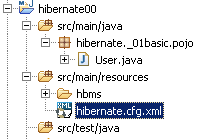 hibernate00
src/main/java
hibernate._01basic.pojo
User.java
src/main/resources
hbms
XML
hibernate.cfg.xml
src/test/java